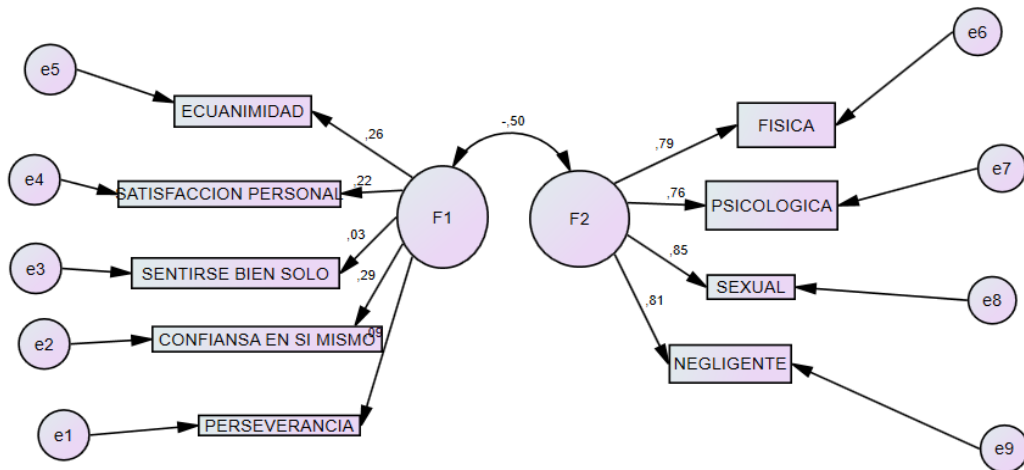 e6
e5
ECUANIMIDAD
-,50
FISICA
,26
,79
e7
e4
SATISFACCION PERSONAL
,22
,76
PSICOLOGICA
F1
F2
,03
,85
e3
SENTIRSE BIEN SOLO
,29
SEXUAL
e8
,81
e2
CONFIANSA EN SI MISMO
,09
NEGLIGENTE
e1
PERSEVERANCIA
e9